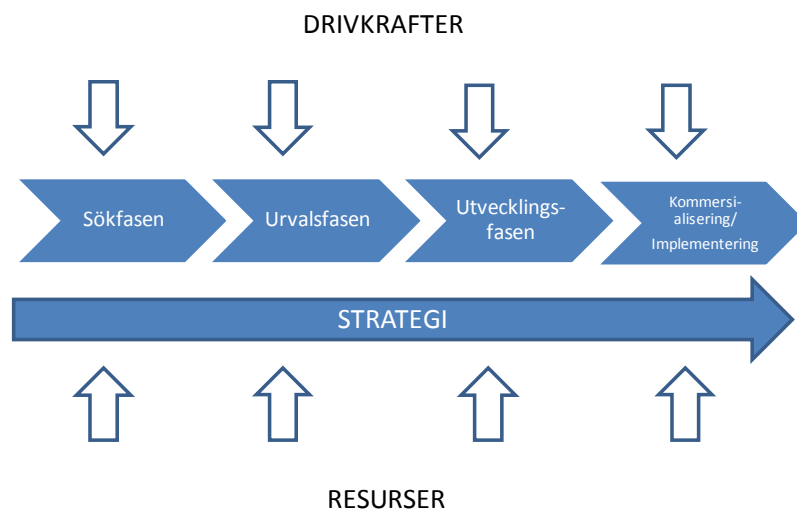 DRIVKRAFTER
Sökfasen
Urvalsfasen
Utvecklings-
fasen
Kommersi-
alisering/
Implementering
STRATEGI
RESURSER